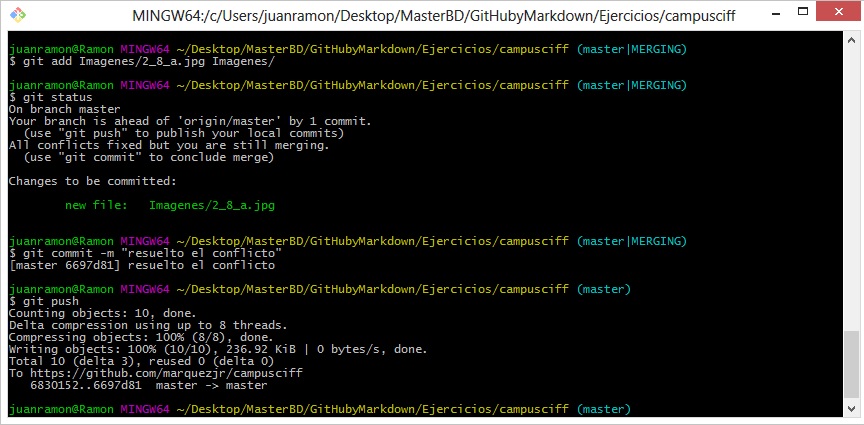 MINGW64:/c/Users/juanramon/Desktop/MasterBD/GitHubyMarkdown/Ejercicios/campusciff
juanramon@Ramon MINGW64 ~/Desktop/MasterBD/GitHubyMarkdown/Ejercicios/campusciff (master|MERGING)
$ git add Imagenes/2_8_a.jpg Imagenes/
juanramon@Ramon MINGW64 ~/Desktop/MasterBD/GitHubyMarkdown/Ejercicios/campusciff (master|MERGING)
$ git status
On branch master
Your branch is ahead of 'origin/master' by 1 commit.
  (use "git push" to publish your local commits)
All conflicts fixed but you are still merging.
  (use "git commit" to conclude merge)
Changes to be committed:
        new file:   Imagenes/2_8_a.jpg
juanramon@Ramon MINGW64 ~/Desktop/MasterBD/GitHubyMarkdown/Ejercicios/campusciff (master|MERGING)
$ git commit -m "resuelto el conflicto"
[master 6697d81] resuelto el conflicto
juanramon@Ramon MINGW64 ~/Desktop/MasterBD/GitHubyMarkdown/Ejercicios/campusciff (master)
$ git push
Counting objects: 10, done.
Delta compression using up to 8 threads.
Compressing objects: 100% (8/8), done.
Writing objects: 100% (10/10), 236.92 KiB | 0 bytes/s, done.
Total 10 (delta 3), reused 0 (delta 0)
To https://github.com/marquezjr/campusciff
   6830152..6697d81  master -> master
juanramon@Ramon MINGW64 ~/Desktop/MasterBD/GitHubyMarkdown/Ejercicios/campusciff (master)